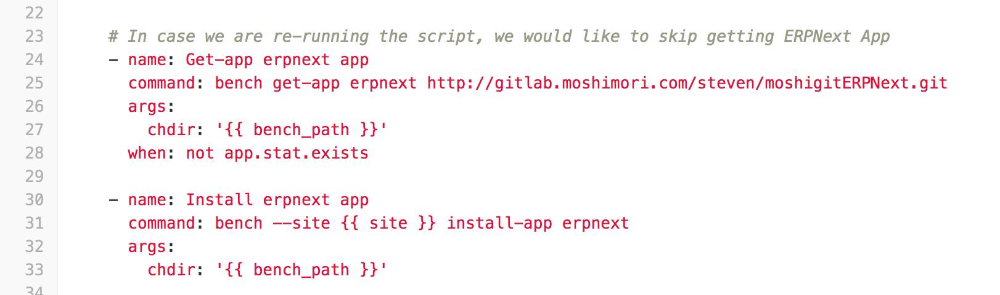 22
23 # In case we are re-running the script, we would like to skip getting ERPNext App
24 - name: Get-app erpnext app
25 command: bench get-app erpnext http://gitlab.moshimori.com/steven/moshigitERPNext.git
26 args:
27 chdir: '{{ bench_path }}'
28 when: not app.stat.exists
29
30 - name: Install erpnext app
31 command: bench --site {{ site }} install-app erpnext
32 args:
33 chdir: '{{ bench_path }}'
34